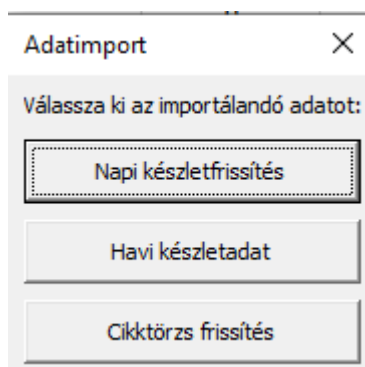 Adatimport
Válassza ki az importálandó adatot:
Napi készletfrissítés
Havi készletadat
Cikktörzs frissítés